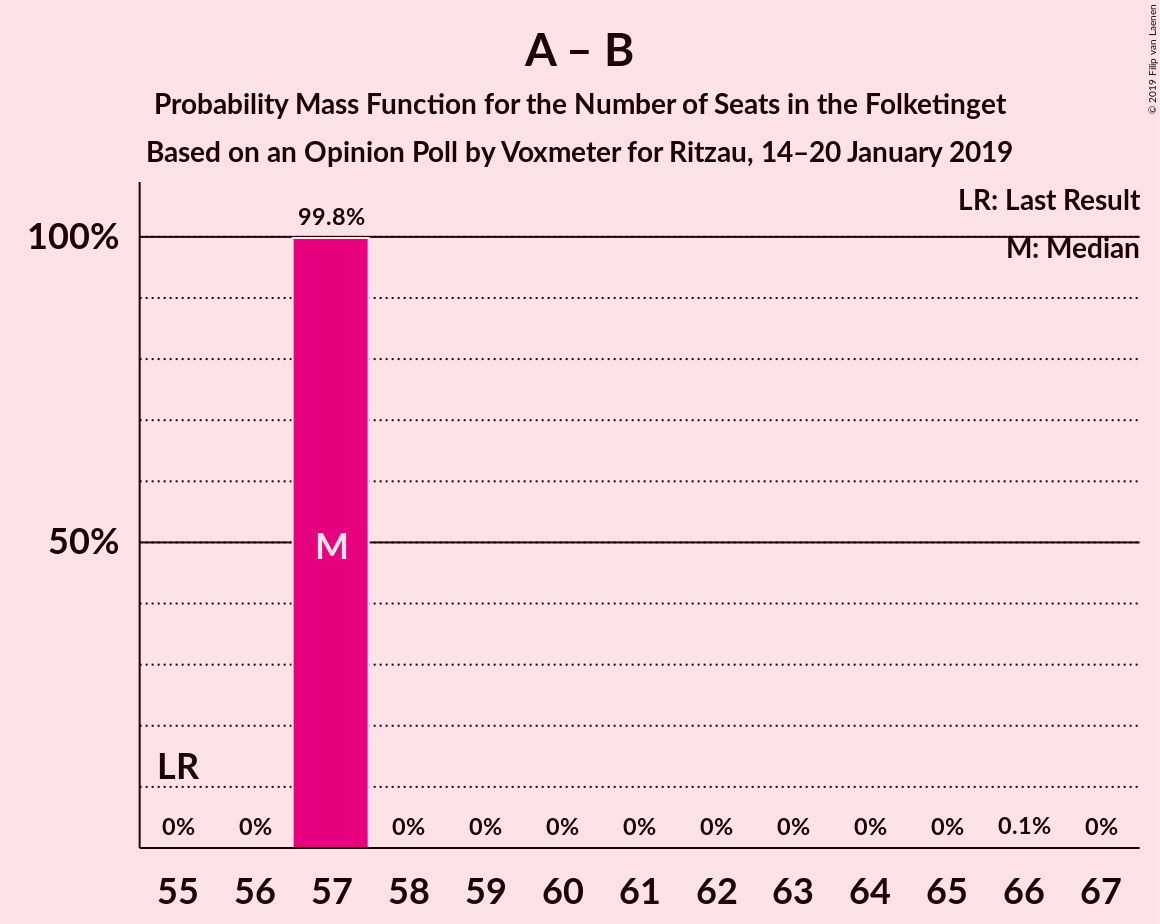 A – B
Probability Mass Function for the Number of Seats in the Folketinget
Based on an Opinion Poll by Voxmeter for Ritzau, 14–20 January 2019
© 2019 Filip van Laenen
LR: Last Result
M: Median
99.8%
100%
50%
M
LR
0% 0% 0% 0% 0% 0% 0% 0% 0% 0% 0.1% 0%
55 56 57 58 59 60 61 62 63 64 65 66 67